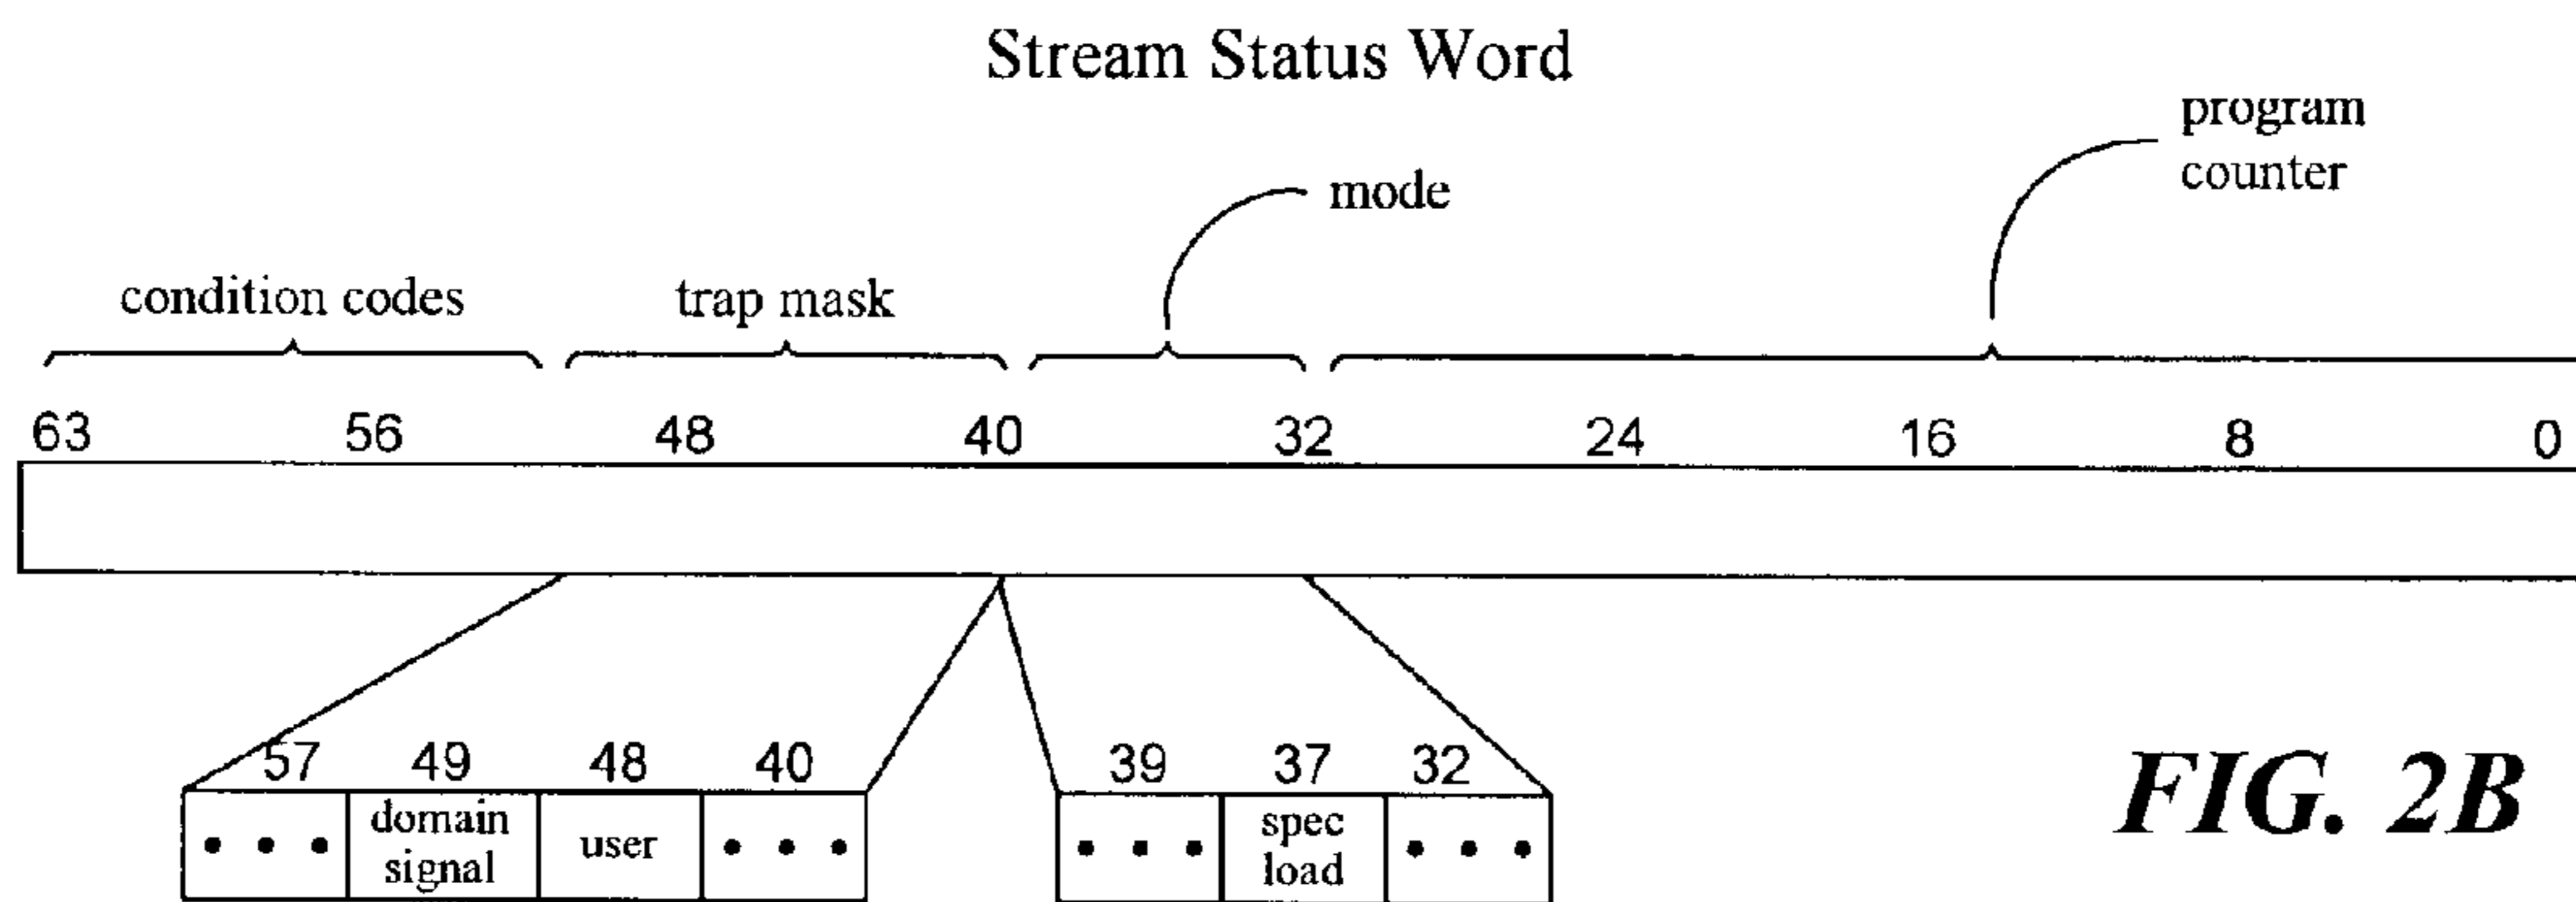 Stream Status Word
program
counter
mode
condition codes
trap mask
63 56 48 40 32 24 16 8 0
57 49 48 40
domain
signal
user
39 37 32
spec
load
FIG. 2B